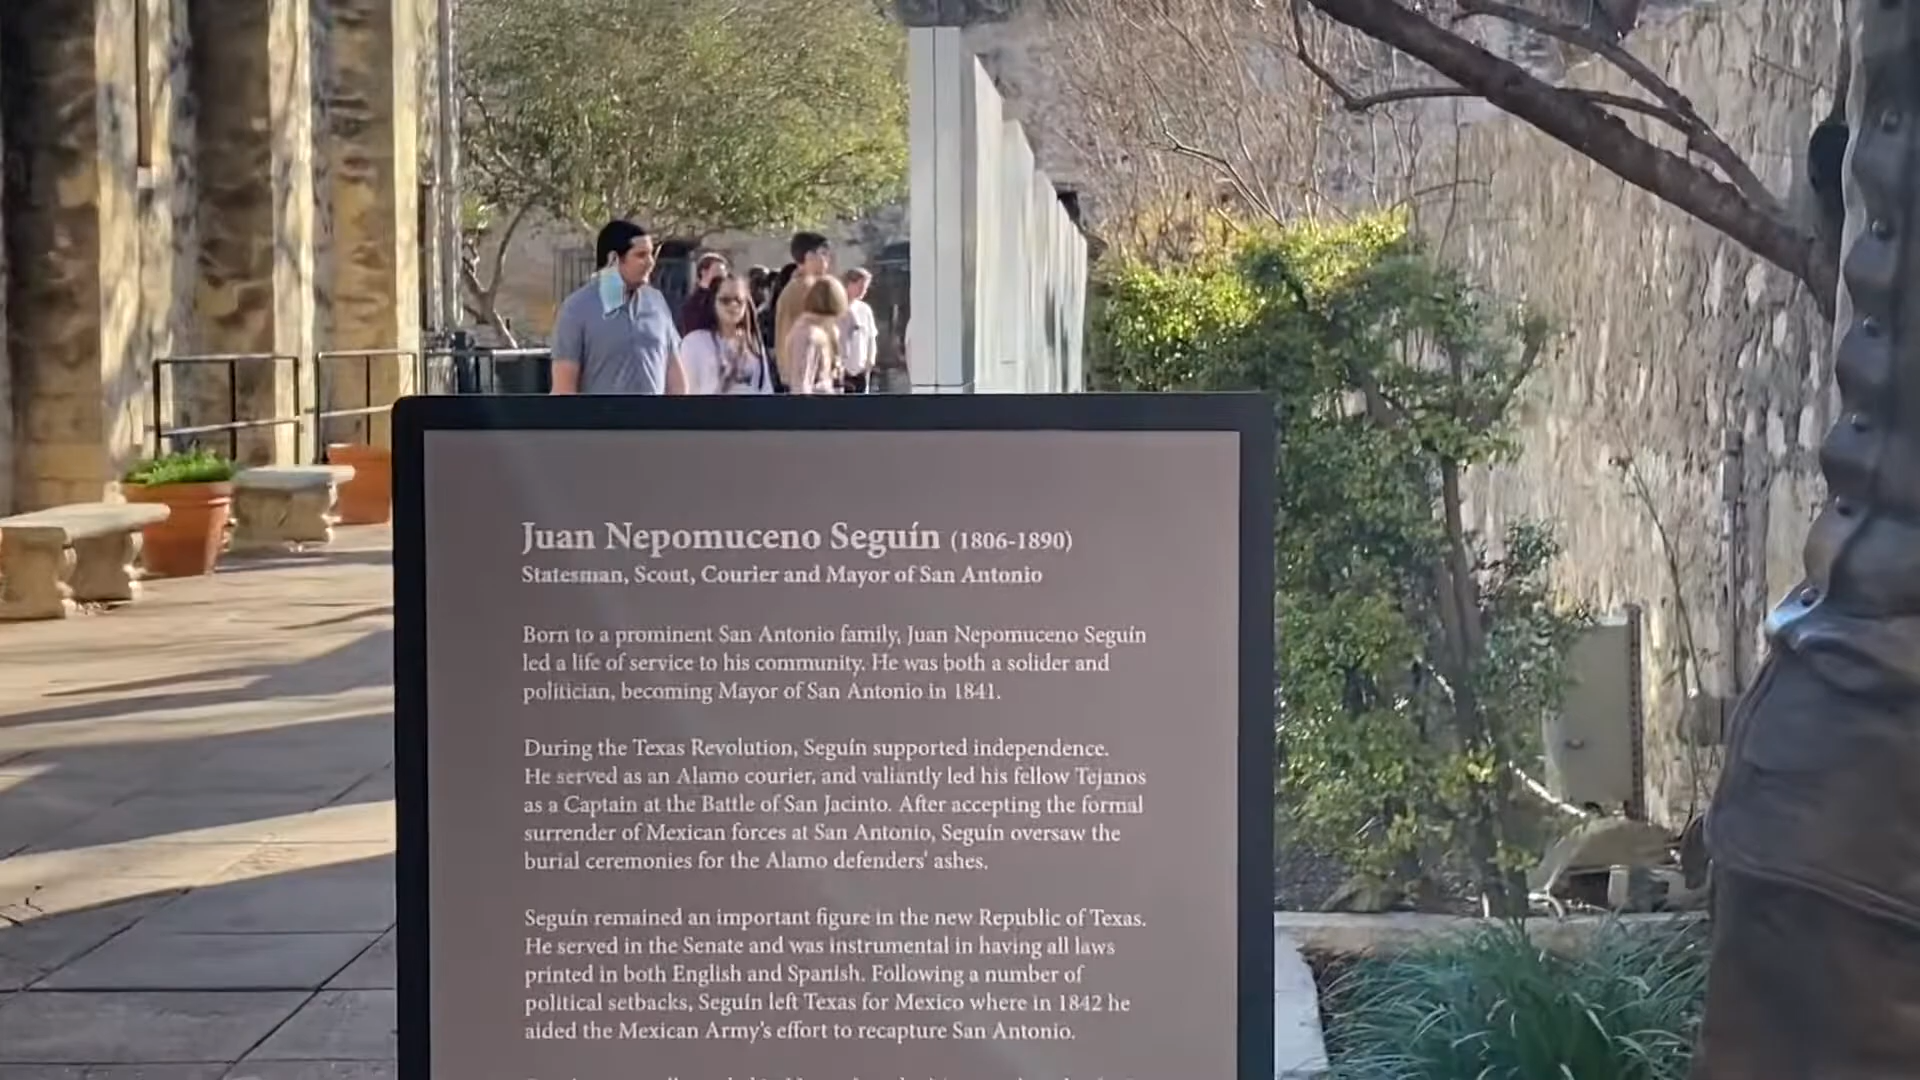 Juan Nepomuceno Seguín (1806-1890)
Statesman, Scout, Courier and Mayor of San Antonio
Born to a prominent San Antonio family, Juan Nepomuceno Seguín
led a life of service to his community. He was both a solider and
politician, becoming Mayor of San Antonio in 1841.
During the Texas Revolution, Seguín supported independence.
He served as an Alamo courier, and valiantly led his fellow Tejanos
as a Captain at the Battle of San Jacinto. After accepting the formal
surrender of Mexican forces at San Antonio, Seguín oversaw the
burial ceremonies for the Alamo defenders' ashes.
Seguín remained an important figure in the new Republic of Texas.
He served in the Senate and was instrumental in having all laws
printed in both English and Spanish. Following a number of
political setbacks, Seguín left Texas for Mexico where in 1842 he
aided the Mexican Army's effort to recapture San Antonio.